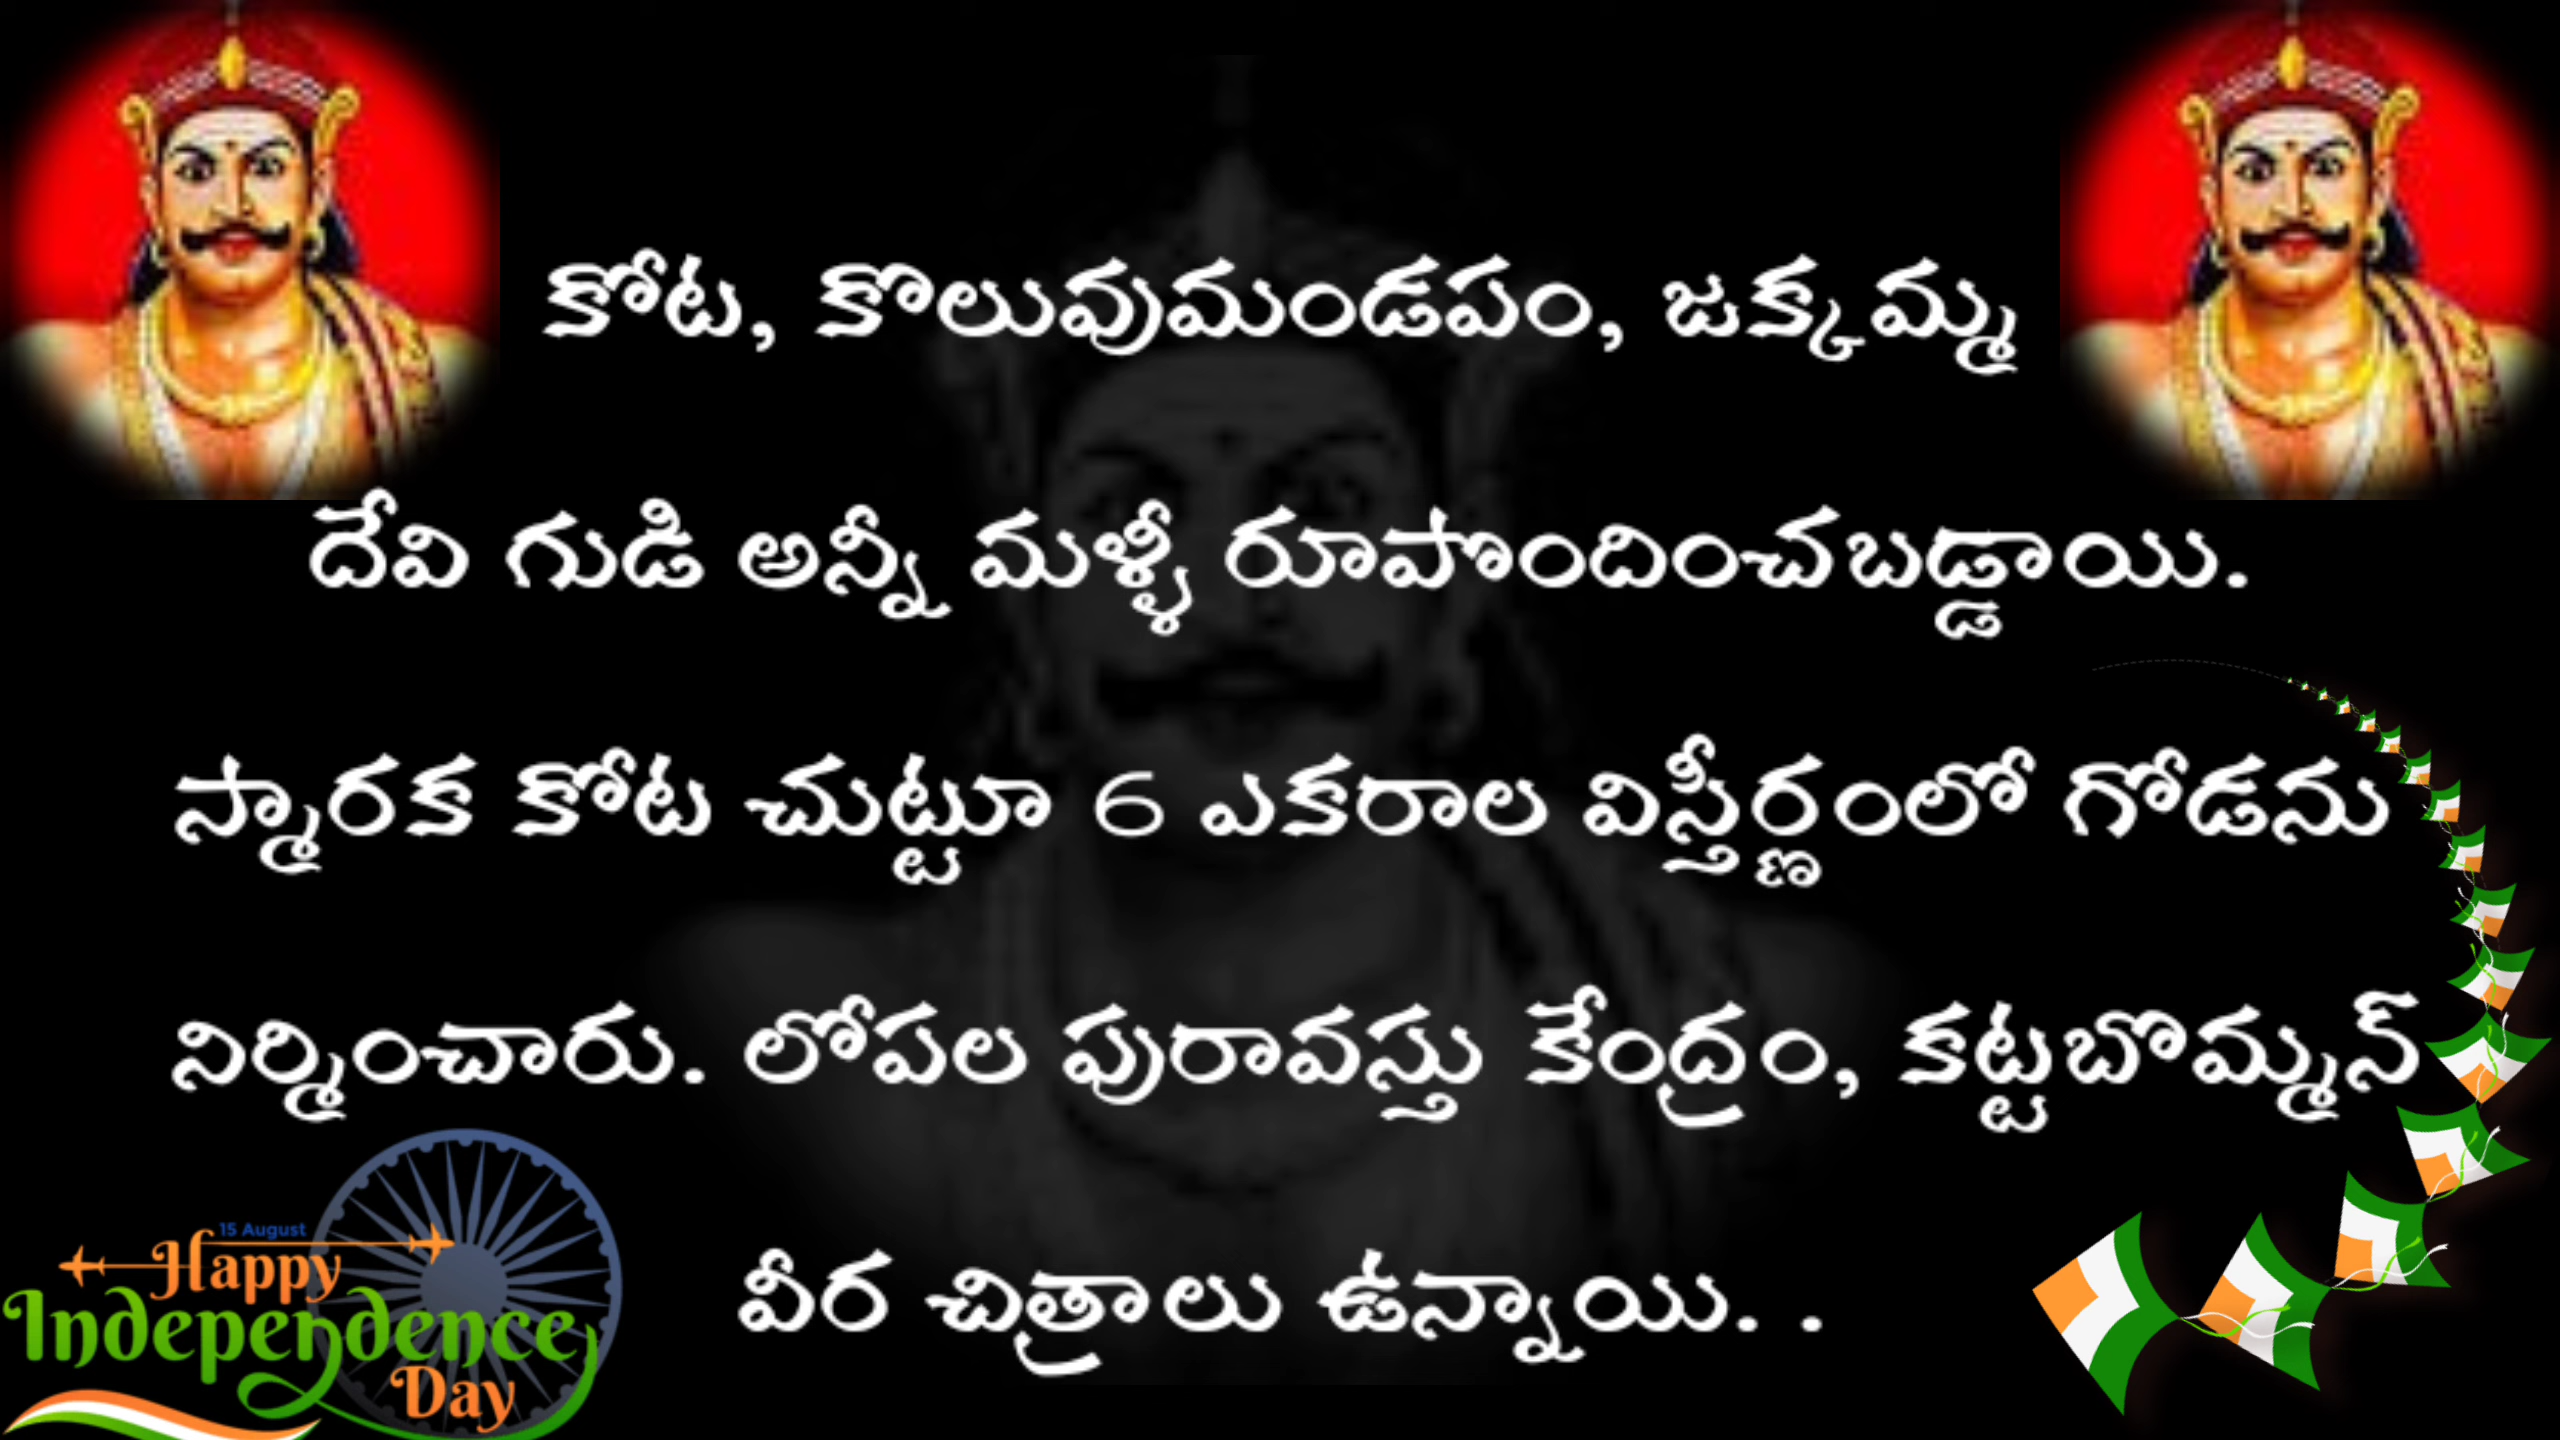 కోట, కొలువుమండపం, జక్కమ్మ
దేవి గుడి అన్నీ మళ్ళీ రూపొందించబడ్డాయి.
స్మారక కోట చుట్టూ 6 ఎకరాల విస్తీర్ణంలో గోడను
నిర్మించారు. లోపల పురావస్తు కేంద్రం, కట్టబొమ్మన్
వీర చిత్రాలు ఉన్నాయి. .
15 August
Happy
Independence
Day